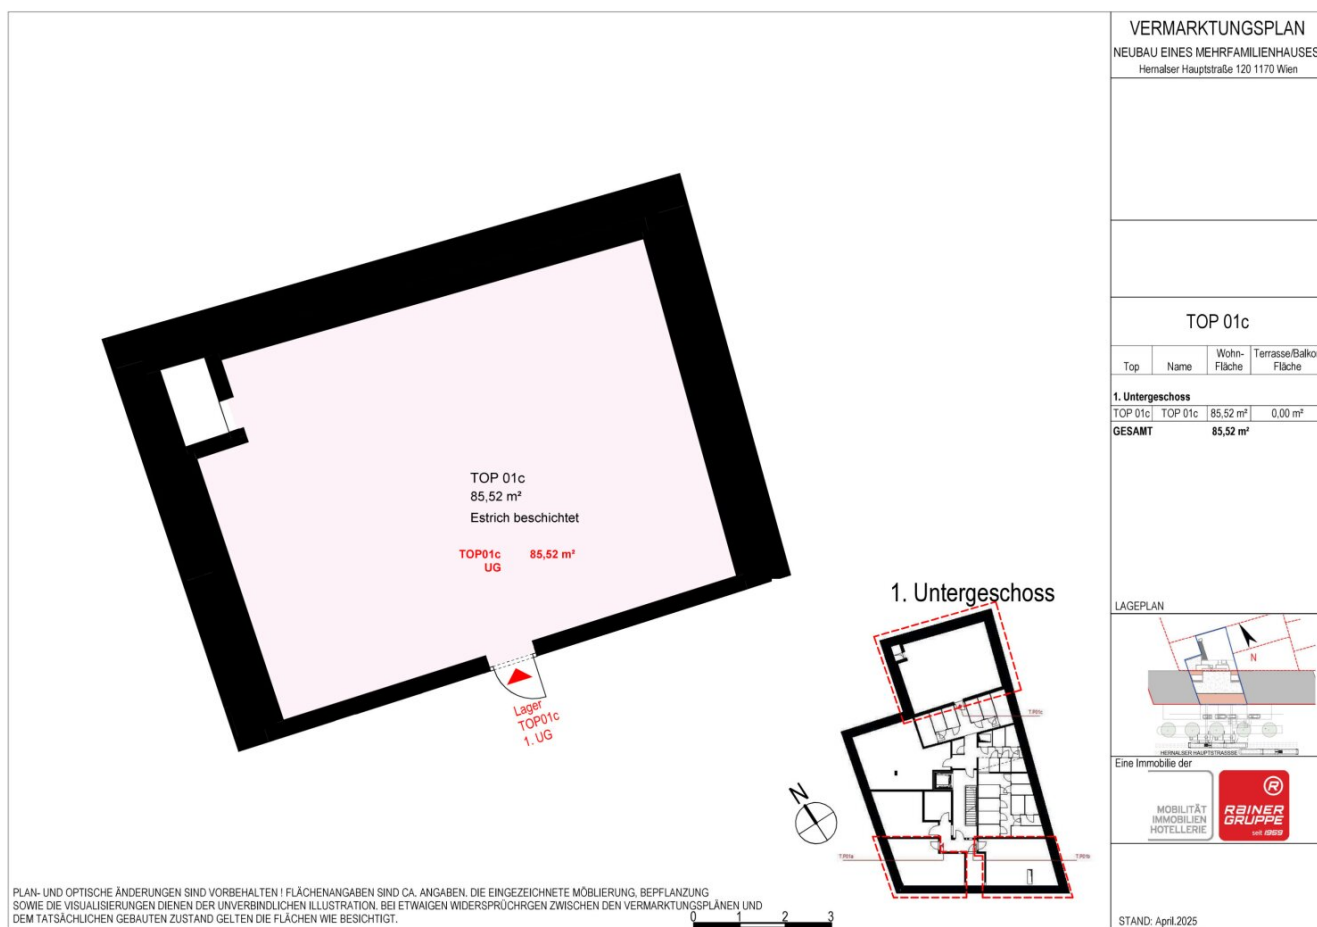 VERMARKTUNGSPLAN
NEUBAU EINES MEHRFAMILIENHAUSES
Hernalser Hauptstraße 120 1170 Wien
TOP 01c
Top Name Wohn-Fläche Terrasse/Balkon Fläche
1. Untergeschoss
TOP 01c TOP 01c 85,52 m² 0,00 m²
GESAMT 85,52 m²
TOP 01c
85,52 m²
Estrich beschichtet
TOP01c 85,52 m²
UG
Lager
TOP01c
1. UG
1. Untergeschoss
N
LAGEPLAN
N
HERNALSER HAUPTSTRASSSE
Eine Immobilie der
MOBILITÄT
IMMOBILIEN
HOTELLERIE
R
RAINER
GRUPPE
seit 1969
STAND: April.2025
PLAN- UND OPTISCHE ÄNDERUNGEN SIND VORBEHALTEN ! FLÄCHENANGABEN SIND CA. ANGABEN. DIE EINGEZEICHNETE MÖBLIERUNG, BEPFLANZUNG
SOWIE DIE VISUALISIERUNGEN DIENEN DER UNVERBINDLICHEN ILLUSTRATION. BEI ETWAIGEN WIDERSPRÜCHRGEN ZWISCHEN DEN VERMARKTUNGSPLÄNEN UND
DEM TATSÄCHLICHEN GEBAUTEN ZUSTAND GELTEN DIE FLÄCHEN WIE BESICHTIGT.
0 1 2 3